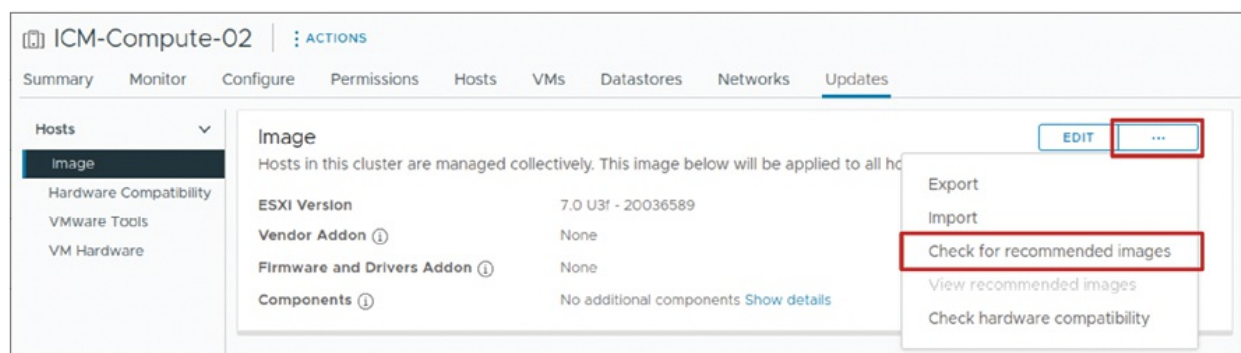 ICM-Compute-02 ACTIONS
Summary Monitor Configure Permissions Hosts VMs Datastores Networks Updates
Hosts
Image
Hardware Compatibility
VMware Tools
VM Hardware
Image
EDIT ...
Hosts in this cluster are managed collectively. This image below will be applied to all
ESXi Version 7.0 U3f - 20036589
Vendor Addon None
Firmware and Drivers Addon None
Components No additional components Show details
Export
Import
Check for recommended images
View recommended images
Check hardware compatibility